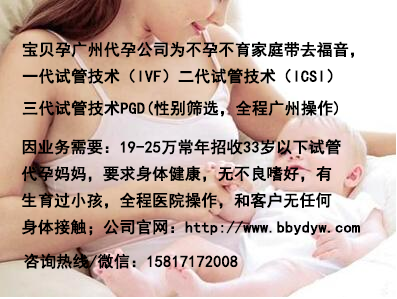 宝贝孕广州代孕公司为不孕不育家庭带去福音，
一代试管技术（IVF）二代试管技术（ICSI）
三代试管技术PGD(性别筛选，全程广州操作)
因业务需要：19-25万常年招收33岁以下试管
代孕妈妈，要求身体健康，无不良嗜好，有
生育过小孩，全程医院操作，和客户无任何
身体接触；公司官网：http://www.bbydyw.com
咨询热线/微信：15817172008